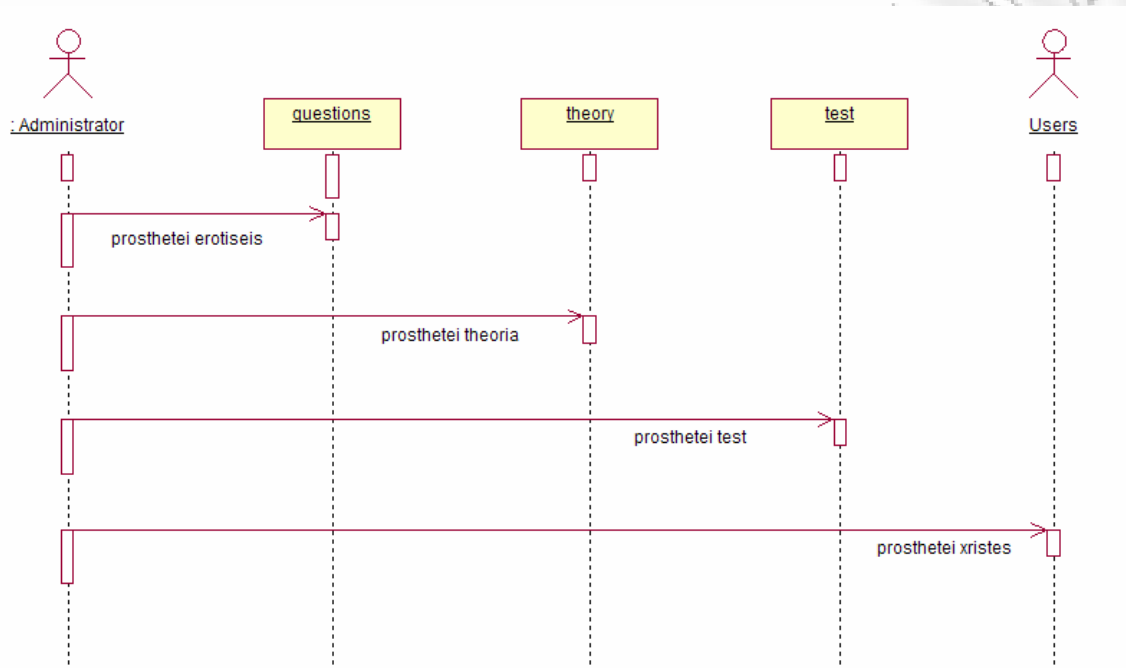 : Administrator
questions
theory
test
Users
prosthetei erotiseis
prosthetei theoria
prosthetei test
prosthetei xristes